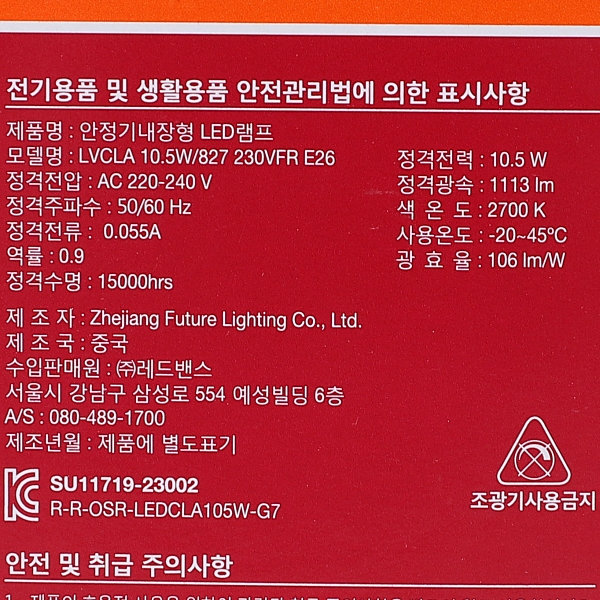 전기용품 및 생활용품 안전관리법에 의한 표시사항
제품명 : 안정기내장형 LED램프
모델명 : LVCLA 10.5W/827 230VFR E26
정격전압 : AC 220-240 V
정격주파수 : 50/60 Hz
정격전류 : 0.055A
역률 : 0.9
정격수명 : 15000hrs
정격전력 : 10.5 W
정격광속 : 1113 lm
색 온 도 : 2700 K
사용온도 : -20~45ºC
광 효 율 : 106 lm/W
제 조 자 : Zhejiang Future Lighting Co., Ltd.
제 조 국 : 중국
수입판매원 : ㈜레드밴스
서울시 강남구 삼성로 554 예성빌딩 6층
A/S : 080-489-1700
제조년월 : 제품에 별도표기
조광기사용금지
SU11719-23002
R-R-OSR-LEDCLA105W-G7
안전 및 취급 주의사항